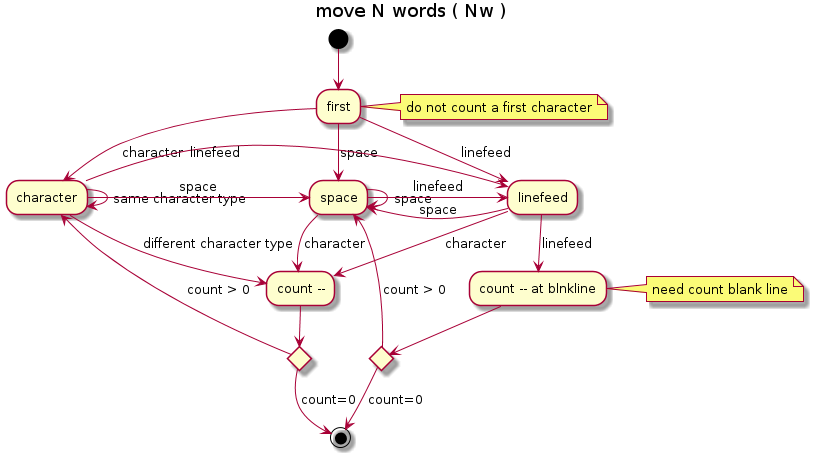 move N words ( Nw )
first
do not count a first character
character
linefeed
space
linefeed
character
space
same character type
space
linefeed
space
space
linefeed
different character type
character
character
linefeed
count > 0
count --
count > 0
count -- at blnkline
need count blank line
count=0
count=0